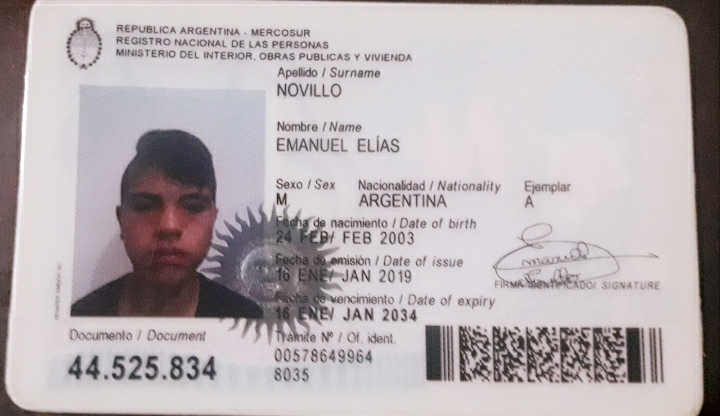 REPUBLICA ARGENTINA - MERCOSUR
REGISTRO NACIONAL DE LAS PERSONAS
MINISTERIO DEL INTERIOR, OBRAS PUBLICAS Y VIVIENDA
Apellido / Surname
NOVILLO
Nombre / Name
EMANUEL ELÍAS
Sexo / Sex Nacionalidad / Nationality Ejemplar
M ARGENTINA A
Fecha de nacimiento / Date of birth
24 FEB/ FEB 2003
Fecha de emisión / Date of issue
16 ENE/ JAN 2019
Emanuel
FIRMA IDENTIFICADO/ SIGNATURE
Fecha de vencimiento / Date of expiry
16 ENE/ JAN 2034
Documento / Document
44.525.834
Trámite Nº / Of. ident.
00578649964
8035